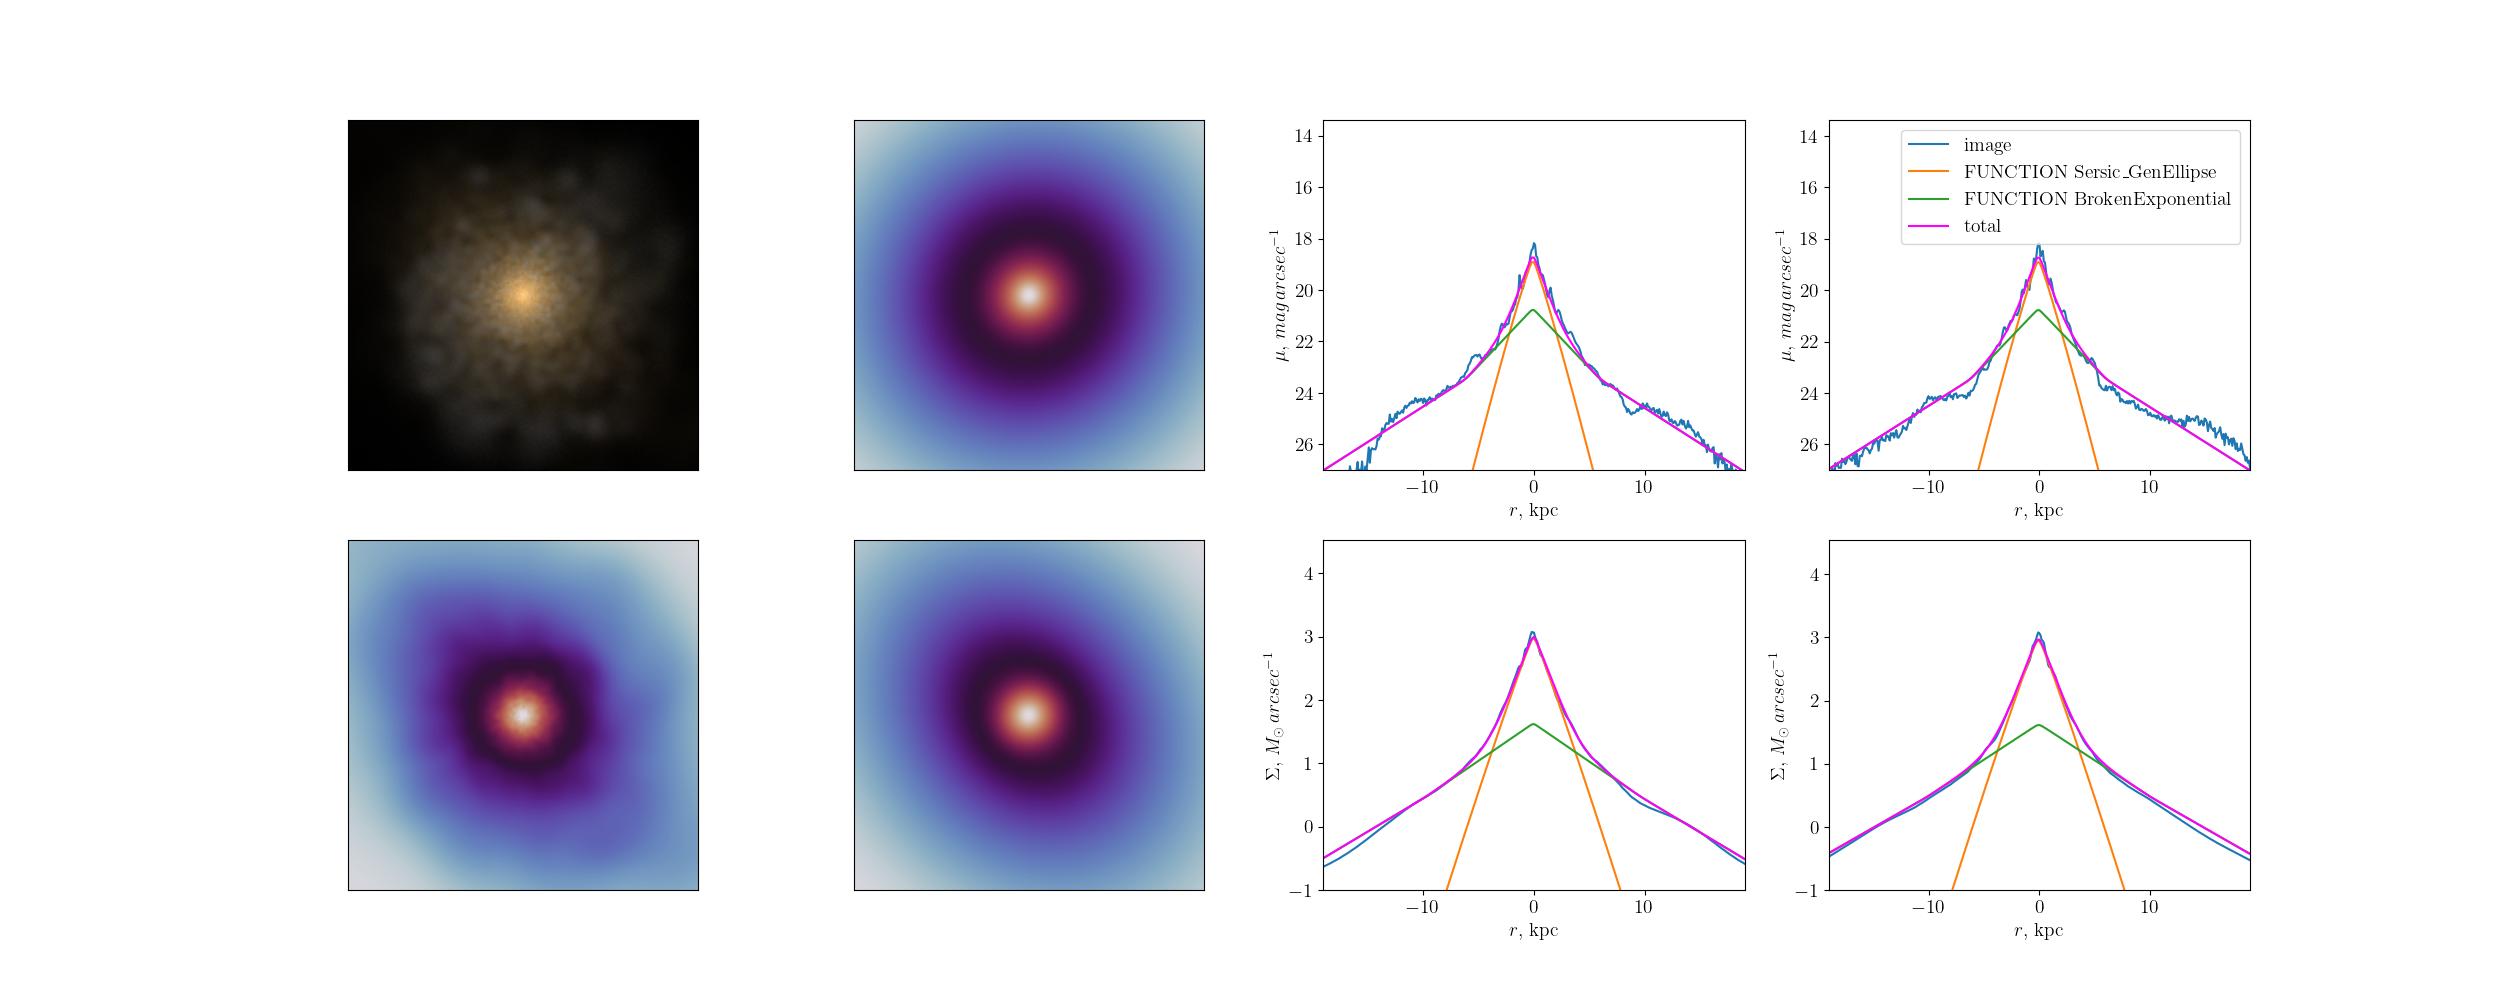 14
16
18
20
22
24
26
μ, mag arcsec⁻¹
−10 0 10
r, kpc
14
16
18
20
22
24
26
μ, mag arcsec⁻¹
image
FUNCTION Sersic_GenEllipse
FUNCTION BrokenExponential
total
−10 0 10
r, kpc
4
3
2
1
0
−1
Σ, M⊙ arcsec⁻¹
−10 0 10
r, kpc
4
3
2
1
0
−1
Σ, M⊙ arcsec⁻¹
−10 0 10
r, kpc